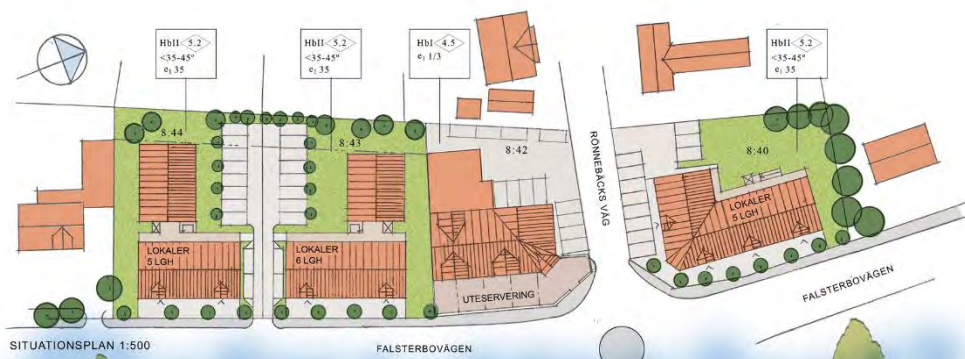 HbII 5.2
<35-45°
e₁ 35
HbII 5.2
<35-45°
e₁ 35
HbI 4.5
e₁ 1/3
HbII 5.2
<35-45°
e₁ 35
8:44
8:43
8:42
8:40
RÖNNEBÄCKS VÄG
LOKALER
5 LGH
LOKALER
6 LGH
LOKALER
5 LGH
UTESERVERING
FALSTERBOVÄGEN
SITUATIONSPLAN 1:500
FALSTERBOVÄGEN